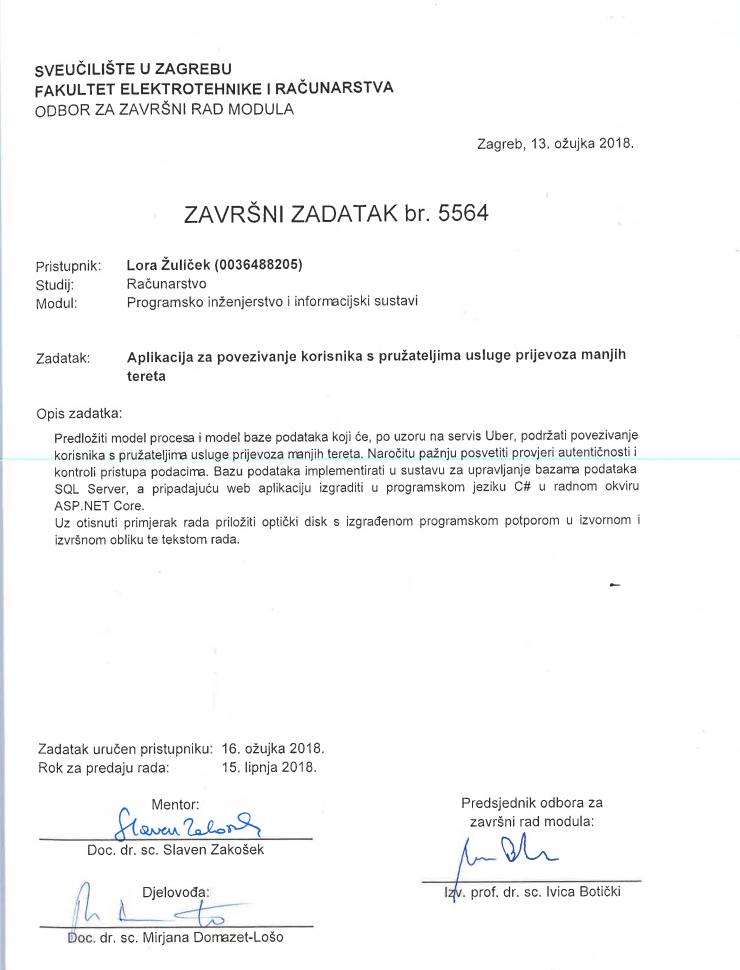 SVEUČILIŠTE U ZAGREBU
FAKULTET ELEKTROTEHNIKE I RAČUNARSTVA
ODBOR ZA ZAVRŠNI RAD MODULA
Zagreb, 13. ožujka 2018.
ZAVRŠNI ZADATAK br. 5564
Pristupnik: Lora Žuliček (0036488205)
Studij: Računarstvo
Modul: Programsko inženjerstvo i informacijski sustavi
Zadatak: Aplikacija za povezivanje korisnika s pružateljima usluge prijevoza manjih
tereta
Opis zadatka:
Predložiti model procesa i model baze podataka koji će, po uzoru na servis Uber, podržati povezivanje
korisnika s pružateljima usluge prijevoza manjih tereta. Naročitu pažnju posvetiti provjeri autentičnosti i
kontroli pristupa podacima. Bazu podataka implementirati u sustavu za upravljanje bazama podataka
SQL Server, a pripadajuću web aplikaciju izgraditi u programskom jeziku C# u radnom okviru
ASP.NET Core.
Uz otisnuti primjerak rada priložiti optički disk s izgrađenom programskom potporom u izvornom i
izvršnom obliku te tekstom rada.
Zadatak uručen pristupniku: 16. ožujka 2018.
Rok za predaju rada: 15. lipnja 2018.
Mentor:
Slaven Zakošek
Doc. dr. sc. Slaven Zakošek
Djelovođa:
Doc. dr. sc. Mirjana Domazet-Lošo
Predsjednik odbora za
završni rad modula:
Izv. prof. dr. sc. Ivica Botički